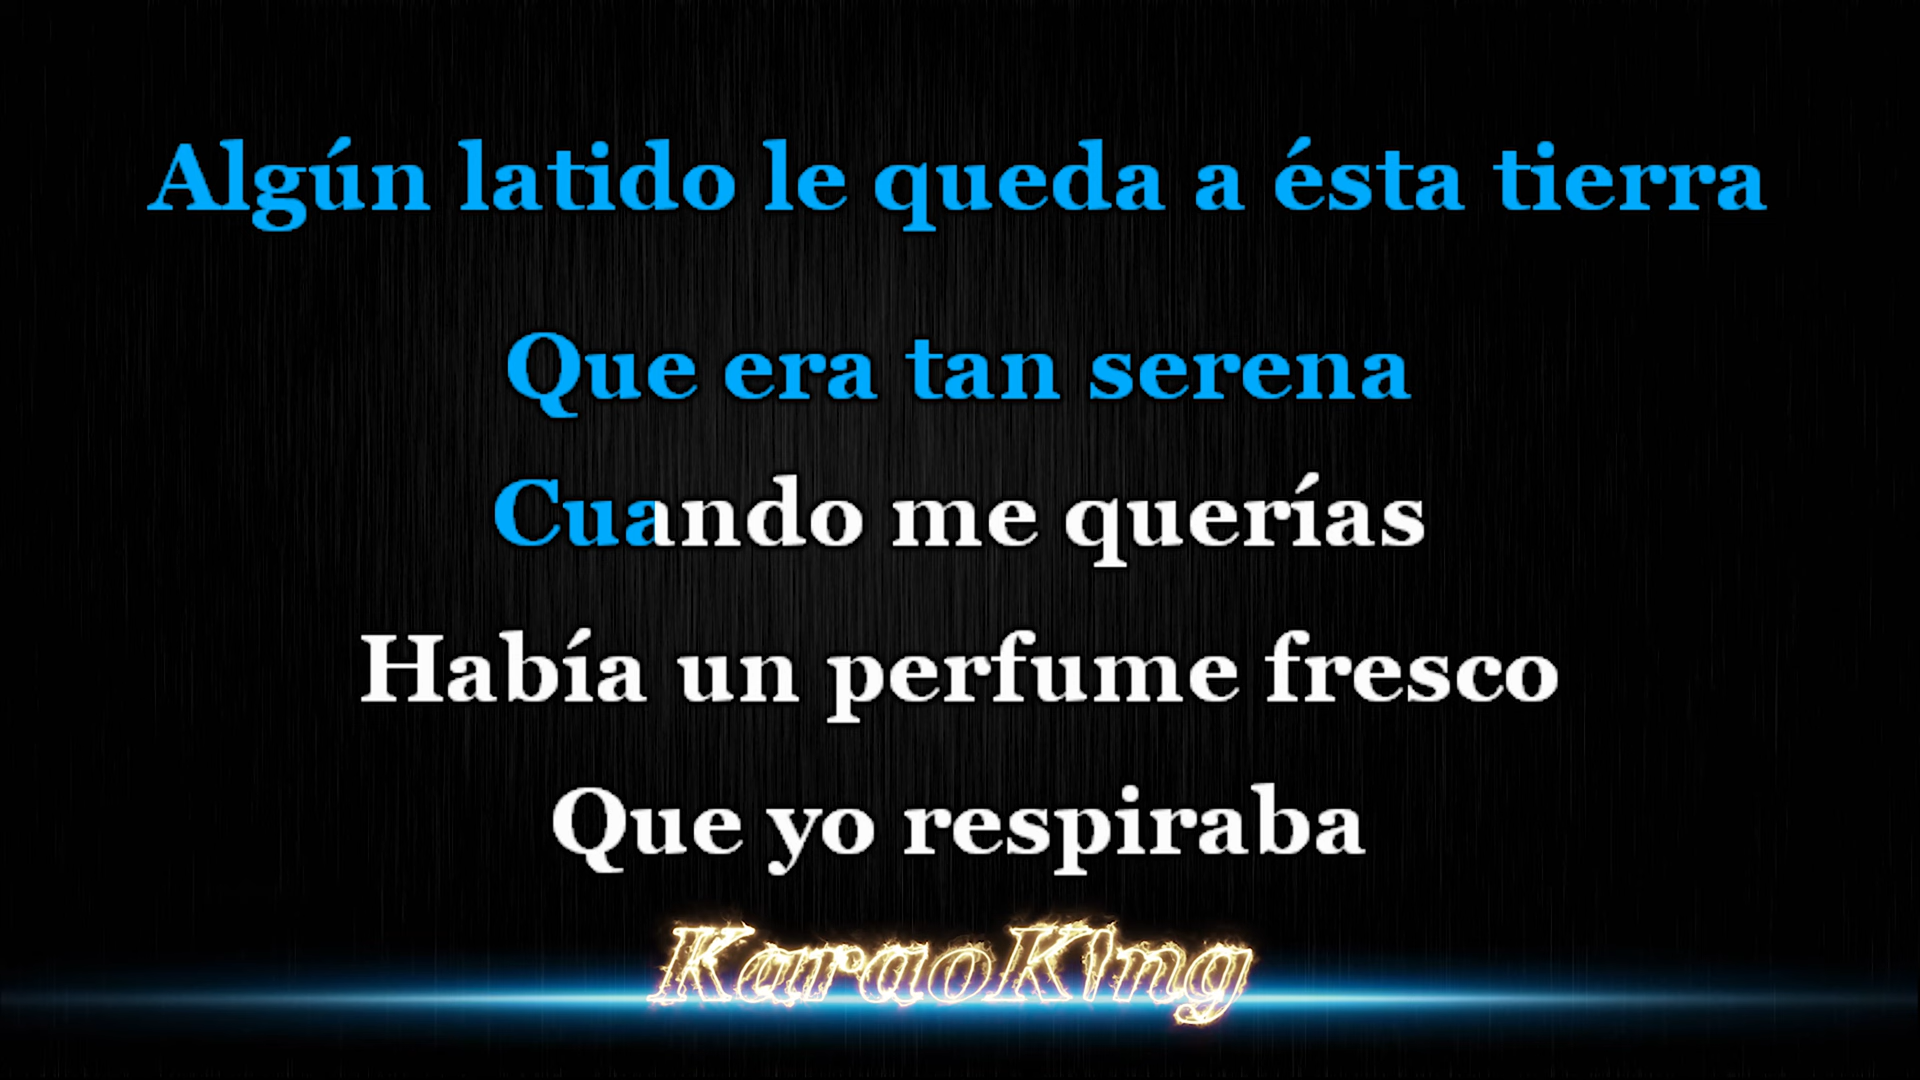 Algún latido le queda a ésta tierra
Que era tan serena
Cuando me querías
Había un perfume fresco
Que yo respiraba
KaraoKing